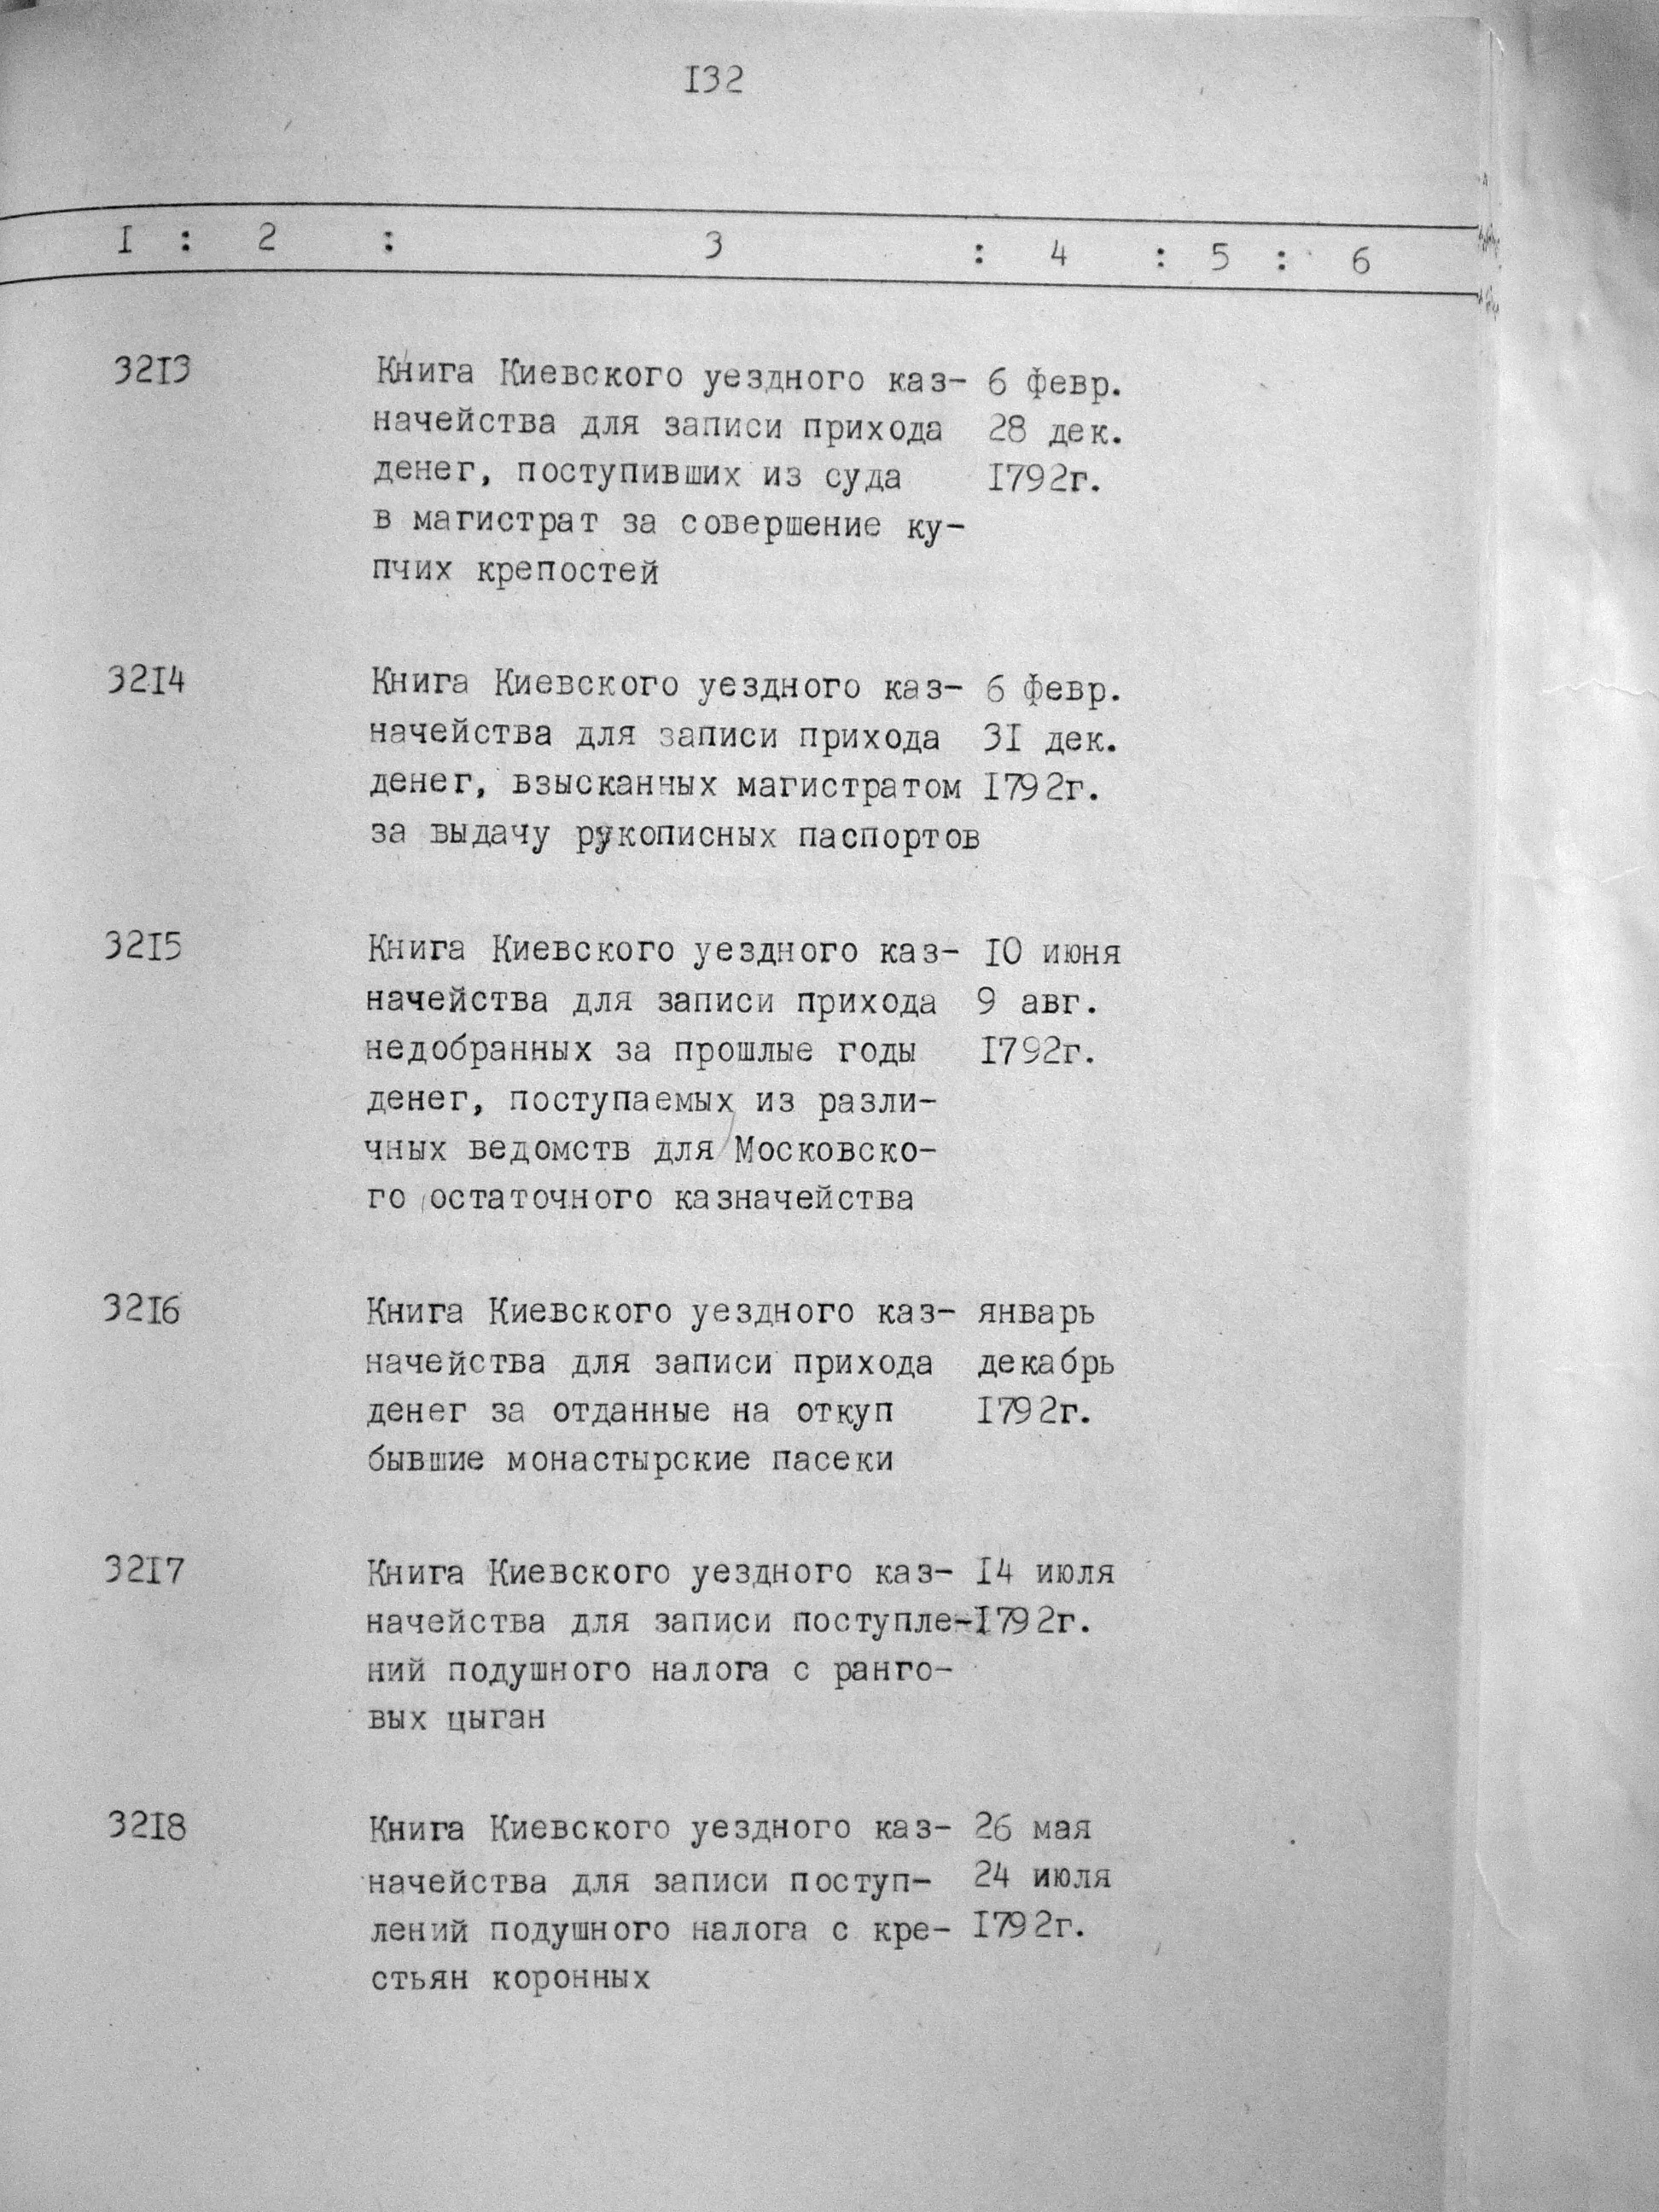 132
1 : 2 : 3 : 4 : 5 : 6
3213 Книга Киевского уездного каз- 6 февр.
начейства для записи прихода 28 дек.
денег, поступивших из суда 1792г.
в магистрат за совершение ку-
пчих крепостей
3214 Книга Киевского уездного каз- 6 февр.
начейства для записи прихода 31 дек.
денег, взысканных магистратом 1792г.
за выдачу рукописных паспортов
3215 Книга Киевского уездного каз- 10 июня
начейства для записи прихода 9 авг.
недобранных за прошлые годы 1792г.
денег, поступаемых из разли-
чных ведомств для Московско-
го остаточного казначейства
3216 Книга Киевского уездного каз- январь
начейства для записи прихода декабрь
денег за отданные на откуп 1792г.
бывшие монастырские пасеки
3217 Книга Киевского уездного каз- 14 июля
начейства для записи поступле-1792г.
ний подушного налога с ранго-
вых цыган
3218 Книга Киевского уездного каз- 26 мая
начейства для записи поступ- 24 июля
лений подушного налога с кре- 1792г.
стьян коронных